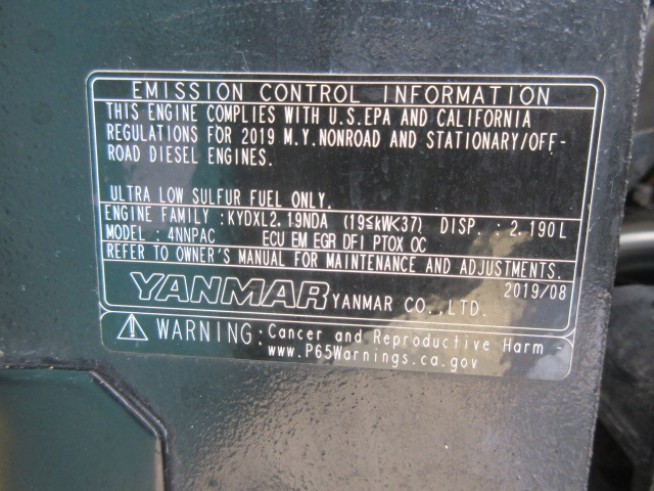 EMISSION CONTROL INFORMATION
THIS ENGINE COMPLIES WITH U.S.EPA AND CALIFORNIA
REGULATIONS FOR 2019 M.Y.NONROAD AND STATIONARY/OFF-
ROAD DIESEL ENGINES.
ULTRA LOW SULFUR FUEL ONLY.
ENGINE FAMILY :KYDXL2.19NDA (19≤kW<37) DISP. :2.190L
MODEL :4NNPAC ECU EM EGR DFI PTOX OC
REFER TO OWNER'S MANUAL FOR MAINTENANCE AND ADJUSTMENTS.
2019/08
YANMAR YANMAR CO.,LTD.
WARNING:Cancer and Reproductive Harm -
www.P65Warnings.ca.gov